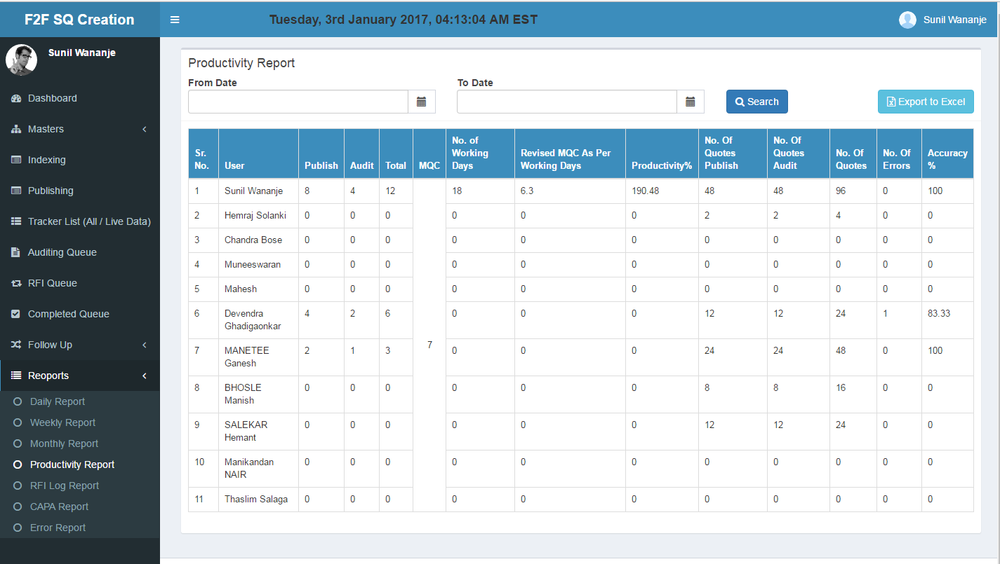 F2F SQ Creation
Tuesday, 3rd January 2017, 04:13:04 AM EST
Sunil Wananje
Sunil Wananje
Dashboard
Masters
Indexing
Publishing
Tracker List (All / Live Data)
Auditing Queue
RFI Queue
Completed Queue
Follow Up
Reoports
Daily Report
Weekly Report
Monthly Report
Productivity Report
RFI Log Report
CAPA Report
Error Report
Productivity Report
From Date
To Date
Search
Export to Excel
Sr. No. User Publish Audit Total MQC No. of Working Days Revised MQC As Per Working Days Productivity% No. Of Quotes Publish No. Of Quotes Audit No. Of Quotes No. Of Errors Accuracy %
1 Sunil Wananje 8 4 12 18 6.3 190.48 48 48 96 0 100
2 Hemraj Solanki 0 0 0 0 0 0 2 2 4 0 0
3 Chandra Bose 0 0 0 0 0 0 0 0 0 0 0
4 Muneeswaran 0 0 0 0 0 0 0 0 0 0 0
5 Mahesh 0 0 0 0 0 0 0 0 0 0 0
6 Devendra Ghadigaonkar 4 2 6 0 0 0 12 12 24 1 83.33
7
7 MANETEE Ganesh 2 1 3 0 0 0 24 24 48 0 100
8 BHOSLE Manish 0 0 0 0 0 0 8 8 16 0 0
9 SALEKAR Hemant 0 0 0 0 0 0 12 12 24 0 0
10 Manikandan NAIR 0 0 0 0 0 0 0 0 0 0 0
11 Thaslim Salaga 0 0 0 0 0 0 0 0 0 0 0